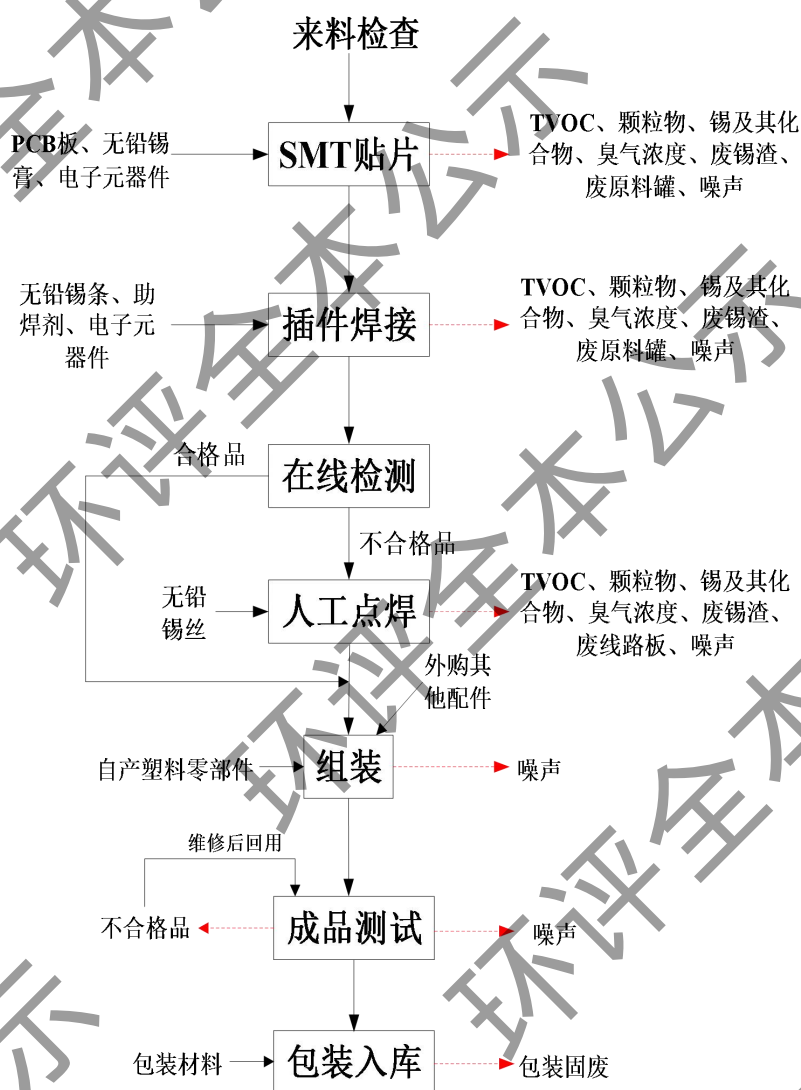 来料检查
PCB板、无铅锡
膏、电子元器件
SMT贴片
TVOC、颗粒物、锡及其化
合物、臭气浓度、废锡渣、
废原料罐、噪声
无铅锡条、助
焊剂、电子元
器件
插件焊接
TVOC、颗粒物、锡及其化
合物、臭气浓度、废锡渣、
废原料罐、噪声
合格品
在线检测
不合格品
无铅
锡丝
人工点焊
TVOC、颗粒物、锡及其化
合物、臭气浓度、废锡渣、
废线路板、噪声
外购其
他配件
自产塑料零部件
组装
噪声
维修后回用
不合格品
成品测试
噪声
包装材料
包装入库
包装固废
环评全本公示
环评全本公示
环评全本公示